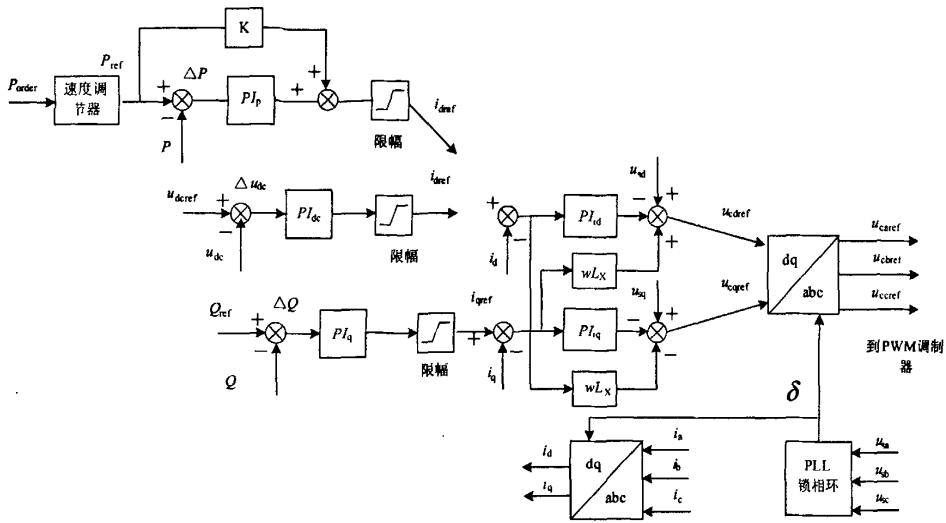 K
P_ref
ΔP
P_order
速度调
节器
+
−
PI_p
+
+
限幅
i_dref
P
u_dcref
Δu_dc
+
−
PI_dc
限幅
i_dref
u_dc
+
−
i_d
PI_id
u_sd
−
+
+
u_cdref
wL_X
u_sq
Q_ref
ΔQ
+
−
PI_q
限幅
i_qref
+
−
i_q
PI_iq
−
+
−
u_cqref
wL_X
Q
dq
abc
u_caref
u_cbref
u_ccref
到PWM调制
器
δ
i_d
i_q
dq
abc
i_a
i_b
i_c
PLL
锁相环
u_sa
u_sb
u_sc